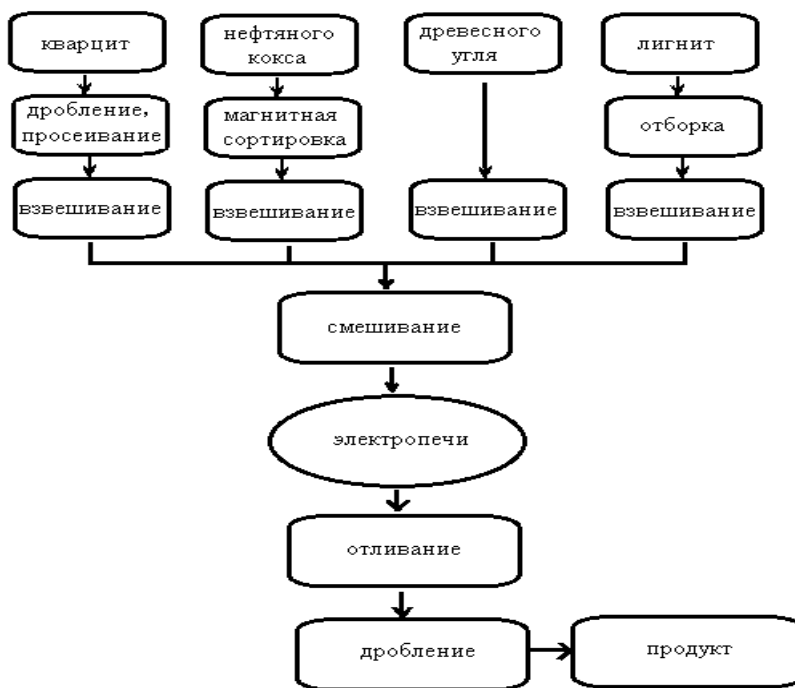 кварцит
нефтяного
кокса
древесного
угля
лигнит
дробление,
просеивание
магнитная
сортировка
отборка
взвешивание
взвешивание
взвешивание
взвешивание
смешивание
электропечи
отливание
дробление
продукт